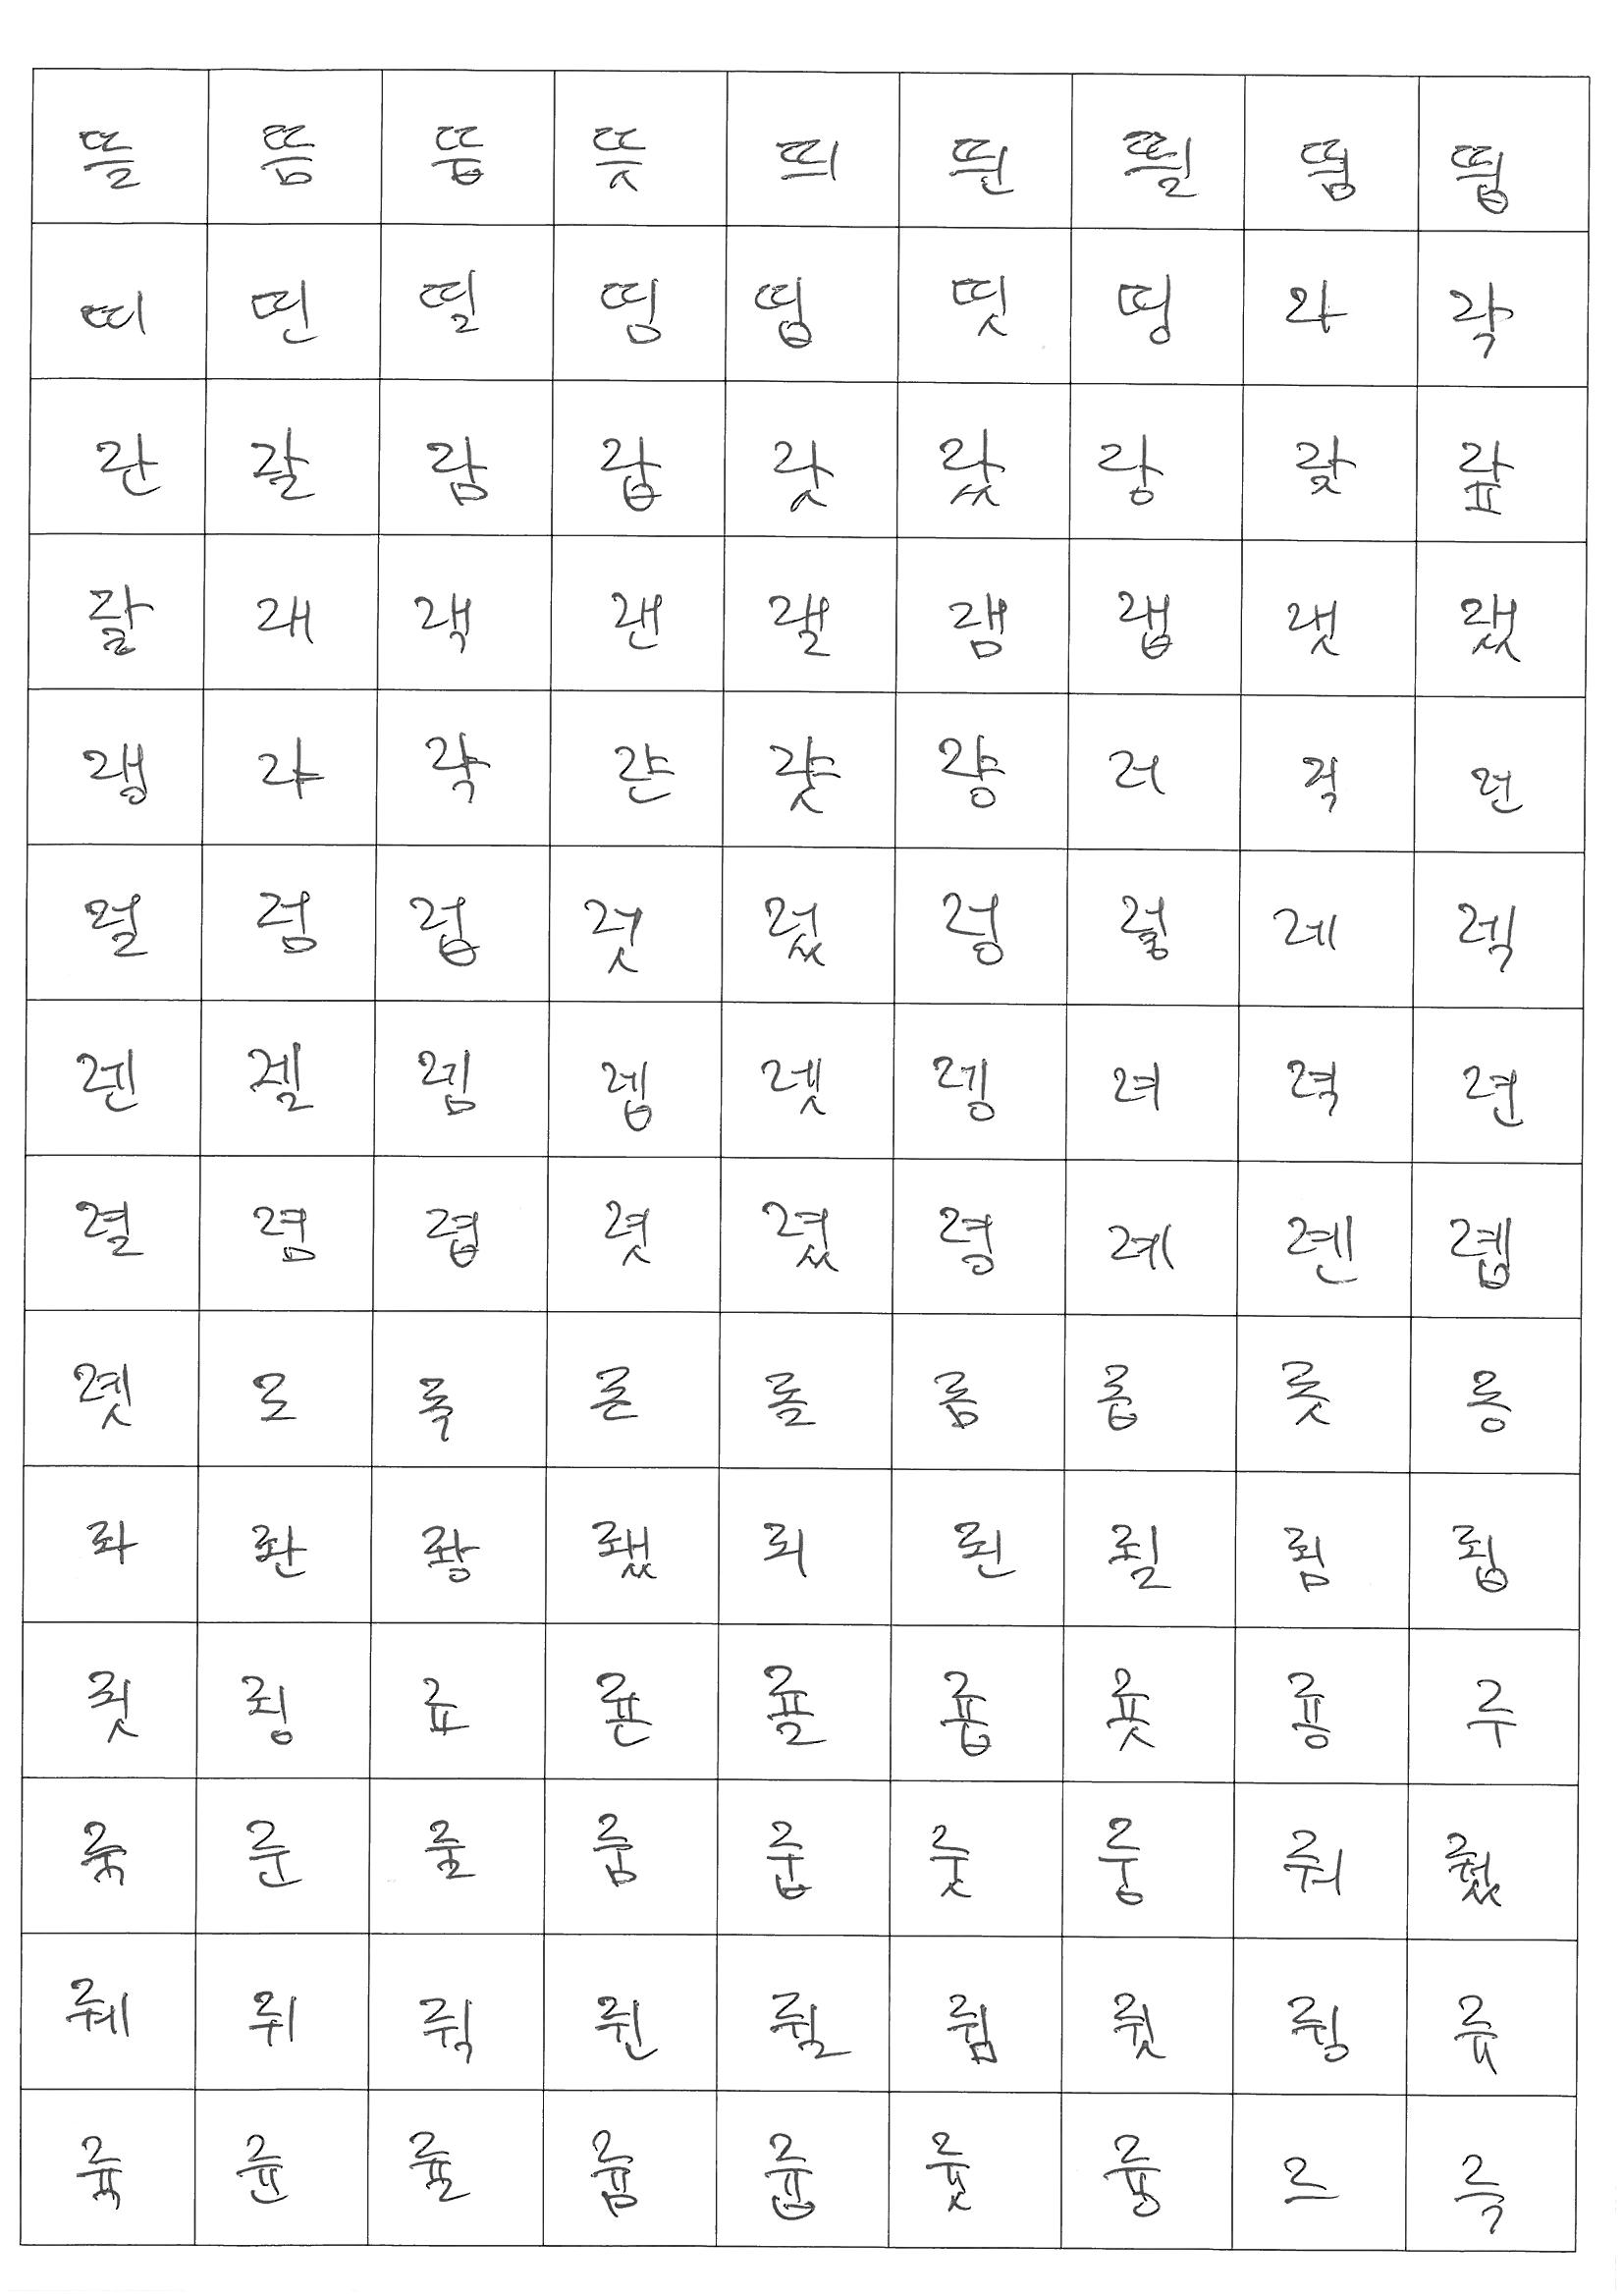 뜰 뜸 뜹 뜻 띄 띈 띌 띔 띕
띠 띤 띨 띰 띱 띳 띵 라 락
란 랄 람 랍 랏 랐 랑 랒 랖
랄 래 랙 랜 랠 램 랩 랫 랬
랭 랴 략 랸 럇 량 러 럭 런
럴 럼 럽 럿 렀 렁 렇 레 렉
렌 렐 렘 렙 렛 렝 려 력 련
렬 렴 렵 렷 렸 령 례 롄 롑
롓 로 록 론 롤 롬 롭 롯 롱
롸 롼 뢍 뢨 뢰 뢴 뢸 룀 룁
룃 룅 료 룐 룔 룝 룟 룡 루
룩 룬 룰 룸 룹 룻 룽 뤄 뤘
뤠 뤼 뤽 륀 륄 륌 륏 륑 류
륙 륜 률 륨 륩 륫 륭 르 륵